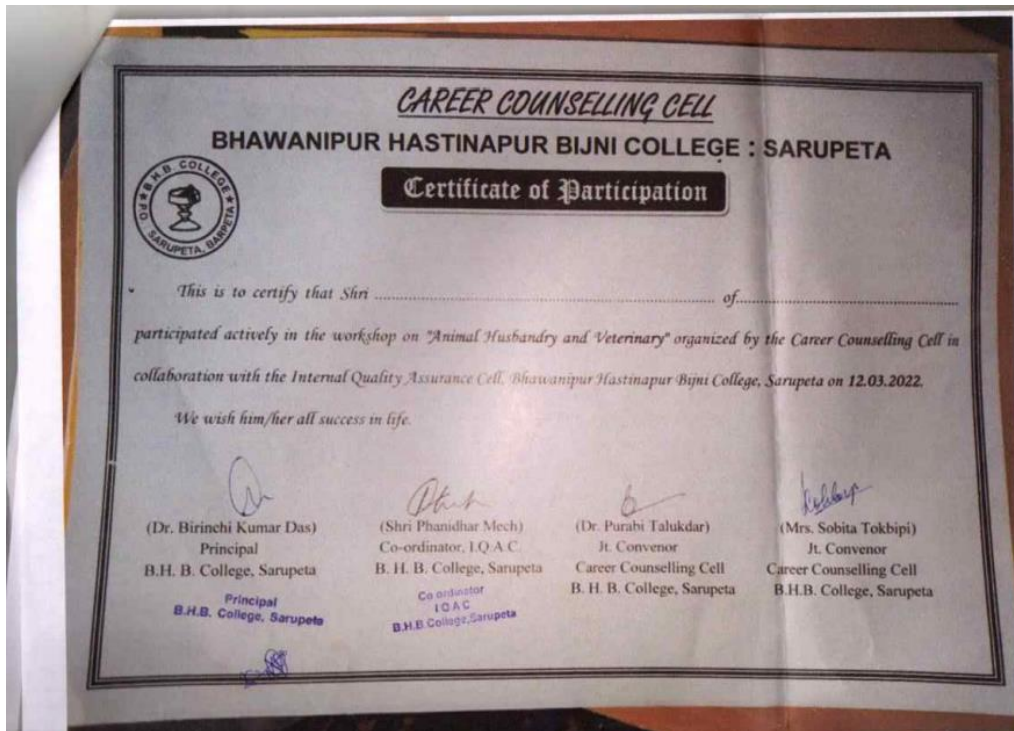 CAREER COUNSELLING CELL
BHAWANIPUR HASTINAPUR BIJNI COLLEGE : SARUPETA
B.H.B. COLLEGE
PO SARUPETA, BARPETA
Certificate of Participation
This is to certify that Shri ........................................ of........................................
participated actively in the workshop on "Animal Husbandry and Veterinary" organized by the Career Counselling Cell in
collaboration with the Internal Quality Assurance Cell, Bhawanipur Hastinapur Bijni College, Sarupeta on 12.03.2022.
We wish him/her all success in life.
(Dr. Birinchi Kumar Das)
Principal
B.H. B. College, Sarupeta
Principal
B.H.B. College, Sarupeta
(Shri Phanidhar Mech)
Co-ordinator, I.Q.A.C.
B. H. B. College, Sarupeta
Co ordinator
IQAC
B.H.B College, Sarupeta
(Dr. Purabi Talukdar)
Jt. Convenor
Career Counselling Cell
B. H. B. College, Sarupeta
(Mrs. Sobita Tokbipi)
Jt. Convenor
Career Counselling Cell
B.H.B. College, Sarupeta